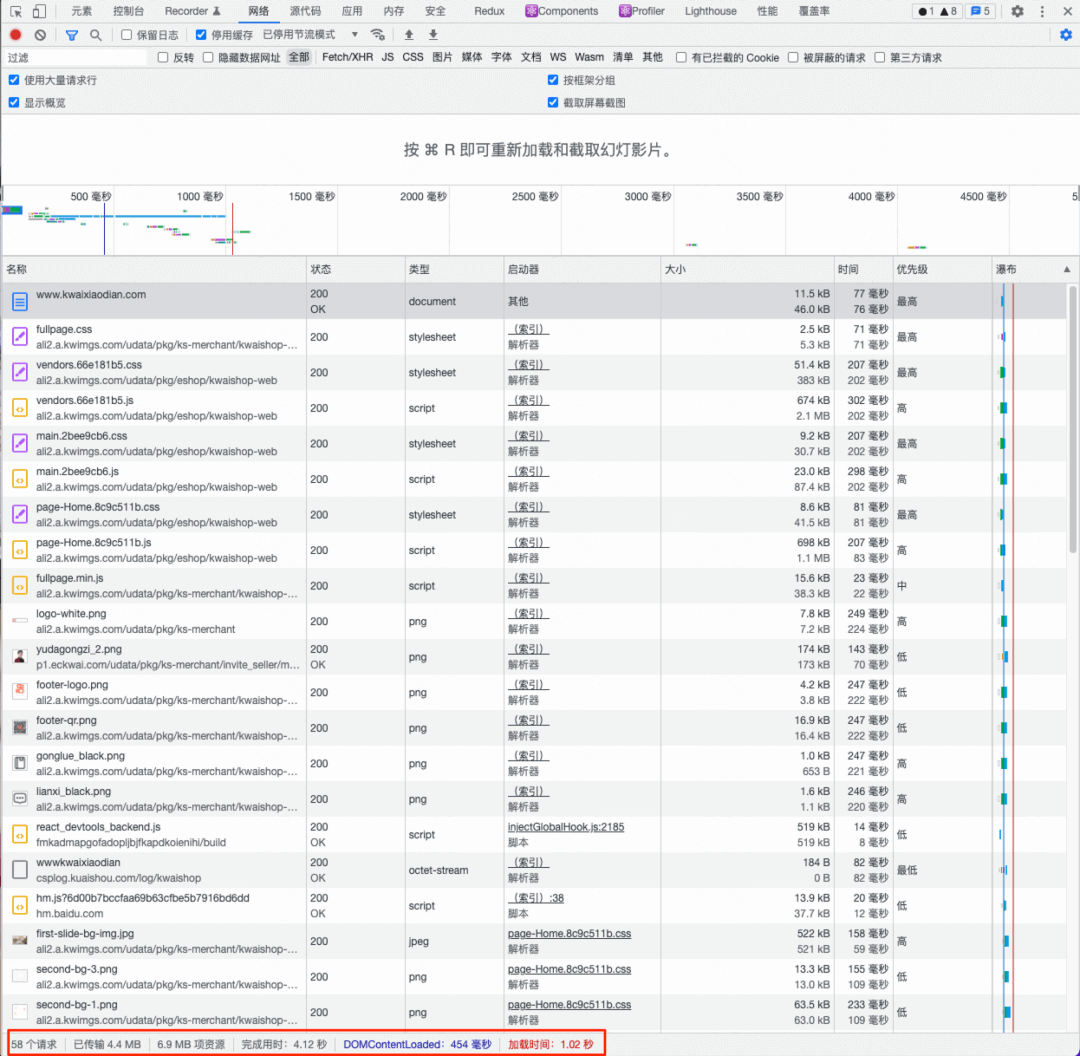 元素 控制台 Recorder 网络 源代码 应用 内存 安全 Redux Components Profiler Lighthouse 性能 覆盖率 1 8 5
保留日志 停用缓存 已停用节流模式
过滤 反转 隐藏数据网址 全部 Fetch/XHR JS CSS 图片 媒体 字体 文档 WS Wasm 清单 其他 有已拦截的 Cookie 被屏蔽的请求 第三方请求
使用大量请求行 按框架分组
显示概览 截取屏幕截图
按 ⌘ R 即可重新加载和截取幻灯影片。
500 毫秒 1000 毫秒 1500 毫秒 2000 毫秒 2500 毫秒 3000 毫秒 3500 毫秒 4000 毫秒 4500 毫秒 5
名称 状态 类型 启动器 大小 时间 优先级 瀑布 ▲
www.kwaixiaodian.com 200 OK document 其他 11.5 kB 46.0 kB 77 毫秒 76 毫秒 最高
fullpage.css 200 stylesheet （索引） 2.5 kB 71 毫秒 最高
ali2.a.kwimgs.com/udata/pkg/ks-merchant/kwaishop-... 解析器 5.3 kB 71 毫秒
vendors.66e181b5.css 200 stylesheet （索引） 51.4 kB 207 毫秒 最高
ali2.a.kwimgs.com/udata/pkg/eshop/kwaishop-web 解析器 383 kB 202 毫秒
vendors.66e181b5.js 200 script （索引） 674 kB 302 毫秒 高
ali2.a.kwimgs.com/udata/pkg/eshop/kwaishop-web 解析器 2.1 MB 202 毫秒
main.2bee9cb6.css 200 stylesheet （索引） 9.2 kB 207 毫秒 最高
ali2.a.kwimgs.com/udata/pkg/eshop/kwaishop-web 解析器 30.7 kB 202 毫秒
main.2bee9cb6.js 200 script （索引） 23.0 kB 298 毫秒 高
ali2.a.kwimgs.com/udata/pkg/eshop/kwaishop-web 解析器 87.4 kB 202 毫秒
page-Home.8c9c511b.css 200 stylesheet （索引） 8.6 kB 81 毫秒 最高
ali2.a.kwimgs.com/udata/pkg/eshop/kwaishop-web 解析器 41.5 kB 81 毫秒
page-Home.8c9c511b.js 200 script （索引） 698 kB 207 毫秒 高
ali2.a.kwimgs.com/udata/pkg/eshop/kwaishop-web 解析器 1.1 MB 83 毫秒
fullpage.min.js 200 script （索引） 15.6 kB 23 毫秒 中
ali2.a.kwimgs.com/udata/pkg/ks-merchant/kwaishop-... 解析器 38.3 kB 22 毫秒
logo-white.png 200 png （索引） 7.8 kB 249 毫秒 高
ali2.a.kwimgs.com/udata/pkg/ks-merchant 解析器 7.2 kB 224 毫秒
yudagongzi_2.png 200 png （索引） 174 kB 143 毫秒 低
p1.eckwai.com/udata/pkg/ks-merchant/invite_seller/m... OK 解析器 173 kB 70 毫秒
footer-logo.png 200 png （索引） 4.2 kB 247 毫秒 低
ali2.a.kwimgs.com/udata/pkg/ks-merchant/kwaishop-... 解析器 3.8 kB 222 毫秒
footer-qr.png 200 png （索引） 16.9 kB 247 毫秒 低
ali2.a.kwimgs.com/udata/pkg/ks-merchant/kwaishop-... 解析器 16.4 kB 222 毫秒
gonglue_black.png 200 png （索引） 1.0 kB 247 毫秒 高
ali2.a.kwimgs.com/udata/pkg/ks-merchant/kwaishop-... 解析器 653 B 221 毫秒
lianxi_black.png 200 png （索引） 1.6 kB 246 毫秒 高
ali2.a.kwimgs.com/udata/pkg/ks-merchant/kwaishop-... 解析器 1.1 kB 220 毫秒
react_devtools_backend.js 200 script injectGlobalHook.js:2185 519 kB 14 毫秒 低
fmkadmapgofadopljbjfkapdkoienihi/build OK 脚本 519 kB 8 毫秒
wwwkwaixiaodian 200 octet-stream （索引） 184 B 82 毫秒 最低
csplog.kuaishou.com/log/kwaishop OK 解析器 0 B 82 毫秒
hm.js?6d00b7bccfaa69b63cfbe5b7916bd6dd 200 script （索引）:38 13.9 kB 20 毫秒 低
hm.baidu.com OK 脚本 37.7 kB 12 毫秒
first-slide-bg-img.jpg 200 jpeg page-Home.8c9c511b.css 522 kB 158 毫秒 高
ali2.a.kwimgs.com/udata/pkg/ks-merchant/kwaishop-... 解析器 521 kB 59 毫秒
second-bg-3.png 200 png page-Home.8c9c511b.css 13.3 kB 155 毫秒 低
ali2.a.kwimgs.com/udata/pkg/ks-merchant/kwaishop-... 解析器 13.0 kB 109 毫秒
second-bg-1.png 200 png page-Home.8c9c511b.css 63.5 kB 233 毫秒 低
ali2.a.kwimgs.com/udata/pkg/ks-merchant/kwaishop-... 解析器 63.0 kB 109 毫秒
58 个请求 已传输 4.4 MB 6.9 MB 项资源 完成用时：4.12 秒 DOMContentLoaded：454 毫秒 加载时间：1.02 秒